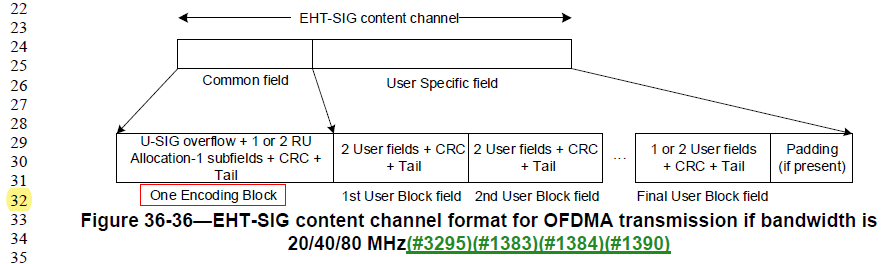 22
23
24
25
26
27
28
29
30
31
32
33
34
35
EHT-SIG content channel
Common field
User Specific field
U-SIG overflow + 1 or 2 RU
Allocation-1 subfields + CRC +
Tail
2 User fields + CRC
+ Tail
2 User fields + CRC
+ Tail
...
1 or 2 User fields
+ CRC + Tail
Padding
(if present)
One Encoding Block
1st User Block field
2nd User Block field
Final User Block field
Figure 36-36—EHT-SIG content channel format for OFDMA transmission if bandwidth is
20/40/80 MHz(#3295)(#1383)(#1384)(#1390)